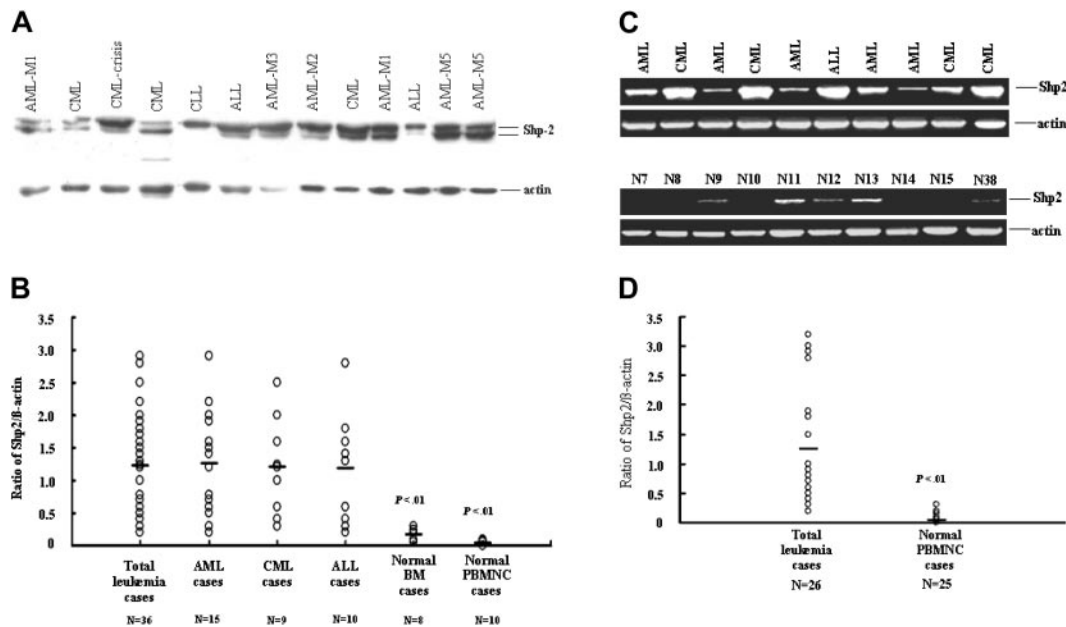 A
AML-M1 CML CML-crisis CML CLL ALL AML-M3 AML-M2 CML AML-M1 ALL AML-M5 AML-M5
Shp-2
actin
B
Ratio of Shp2/ß-actin
3.5
3.0
2.5
2.0
1.5
1.0
0.5
0
P < .01
P < .01
Total leukemia cases
AML cases
CML cases
ALL cases
Normal BM cases
Normal PBMNC cases
N=36 N=15 N=9 N=10 N=8 N=10
C
AML CML AML CML AML ALL AML AML CML CML
Shp2
actin
N7 N8 N9 N10 N11 N12 N13 N14 N15 N38
Shp2
actin
D
Ratio of Shp2/ß-actin
3.5
3.0
2.5
2.0
1.5
1.0
0.5
0
P < .01
Total leukemia cases
Normal PBMNC cases
N=26 N=25